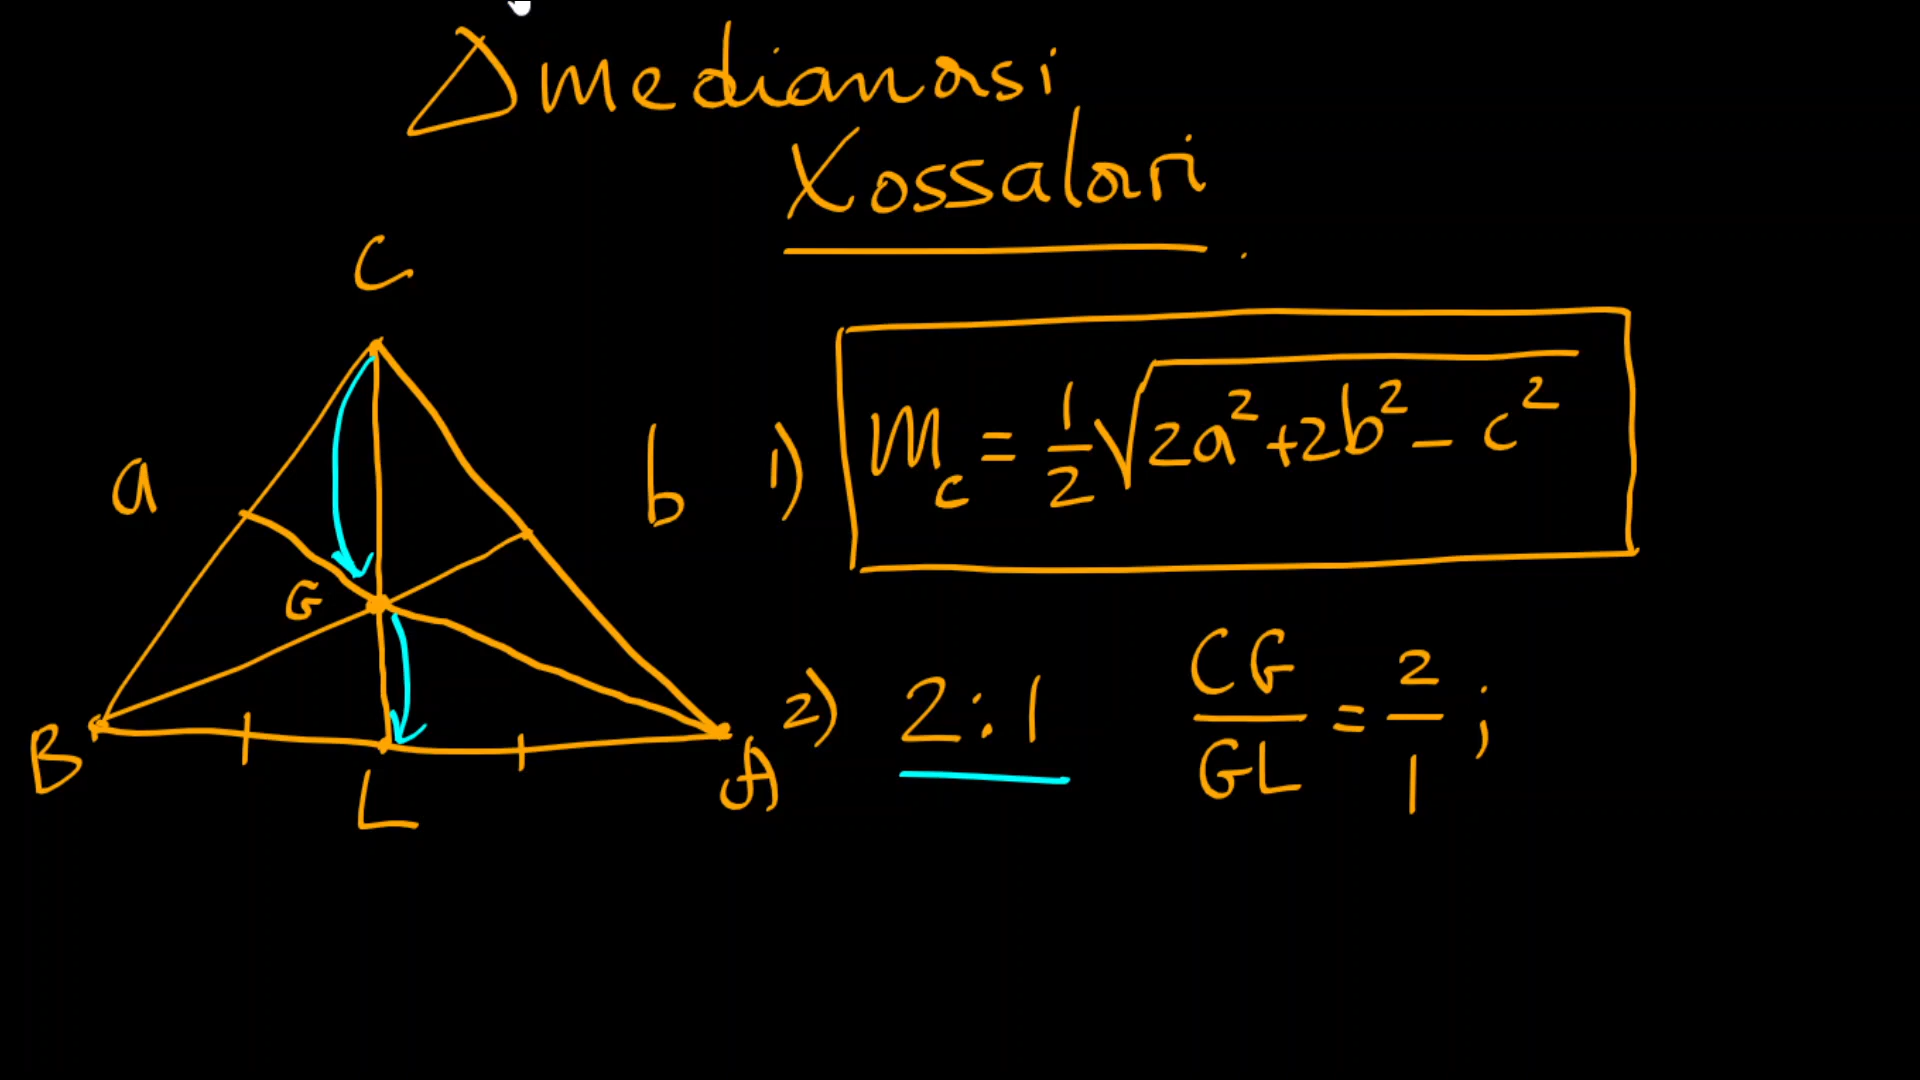 △medianasi
Xossalari.
C
a
b
1) m_c = 1/2 √(2a² + 2b² - c²)
G
2) 2:1 CG/GL = 2/1 ;
B
L
A